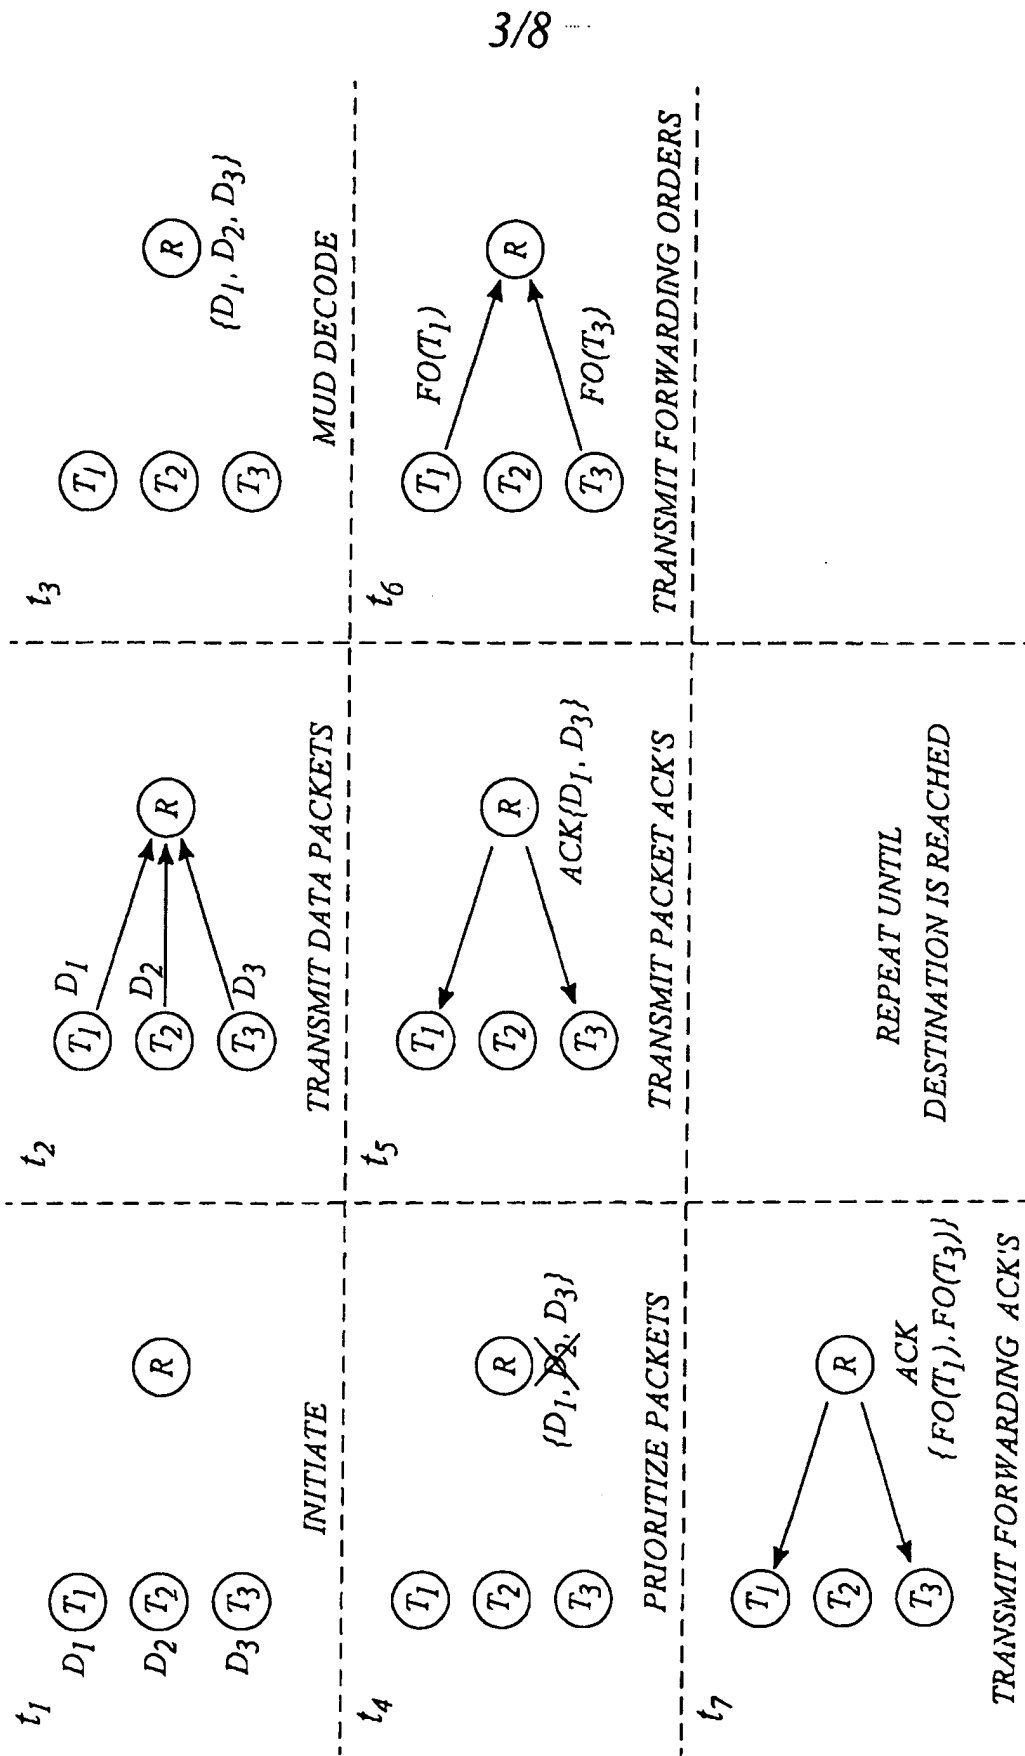 3/8
t1
D1 T1
D2 T2
D3 T3
R
INITIATE
t2
T1 D1
T2 D2
T3 D3
R
TRANSMIT DATA PACKETS
t3
T1
T2
T3
R
{D1, D2, D3}
MUD DECODE
t4
T1
T2
T3
R
{D1, D2, D3}
PRIORITIZE PACKETS
t5
T1
T2
T3
R
ACK{D1, D3}
TRANSMIT PACKET ACK'S
t6
T1
T2
T3
FO(T1)
FO(T3)
R
TRANSMIT FORWARDING ORDERS
t7
T1
T2
T3
R
ACK
{FO(T1), FO(T3)}
TRANSMIT FORWARDING ACK'S
REPEAT UNTIL
DESTINATION IS REACHED